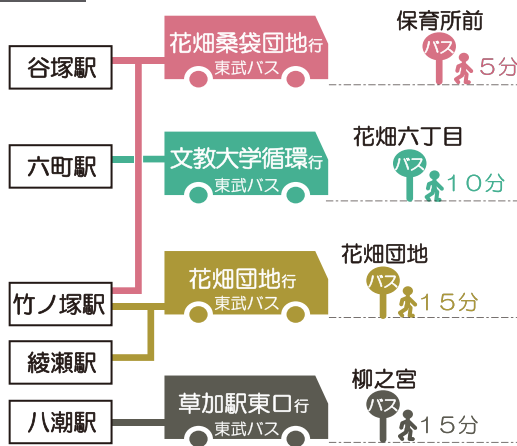 谷塚駅
花畑桑袋団地行
東武バス
保育所前
バス
5分
六町駅
文教大学循環行
東武バス
花畑六丁目
バス
10分
竹ノ塚駅
綾瀬駅
花畑団地行
東武バス
花畑団地
バス
15分
八潮駅
草加駅東口行
東武バス
柳之宮
バス
15分